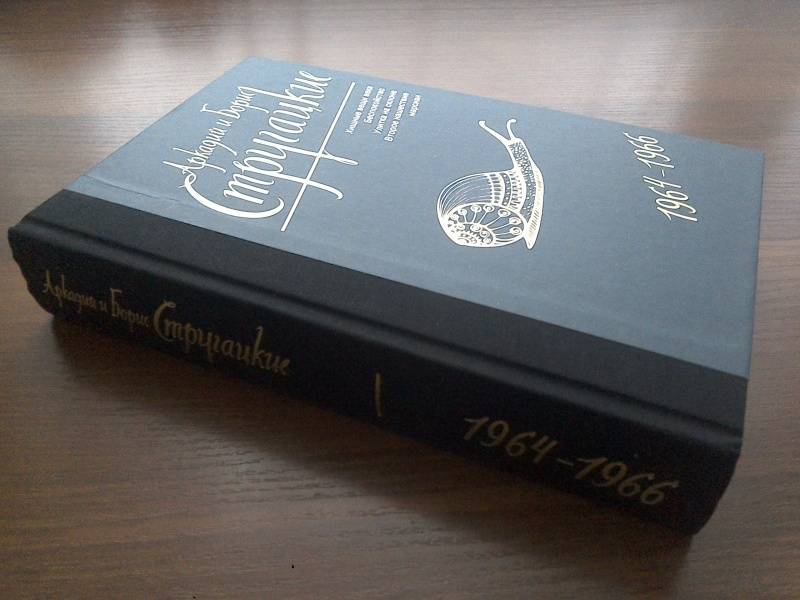 Аркадий и Борис
Стругацкие
Хищные вещи века
Беспокойство
Улитка на склоне
Второе нашествие
марсиан
1964–1966
Аркадий и Борис Стругацкие
1964–1966